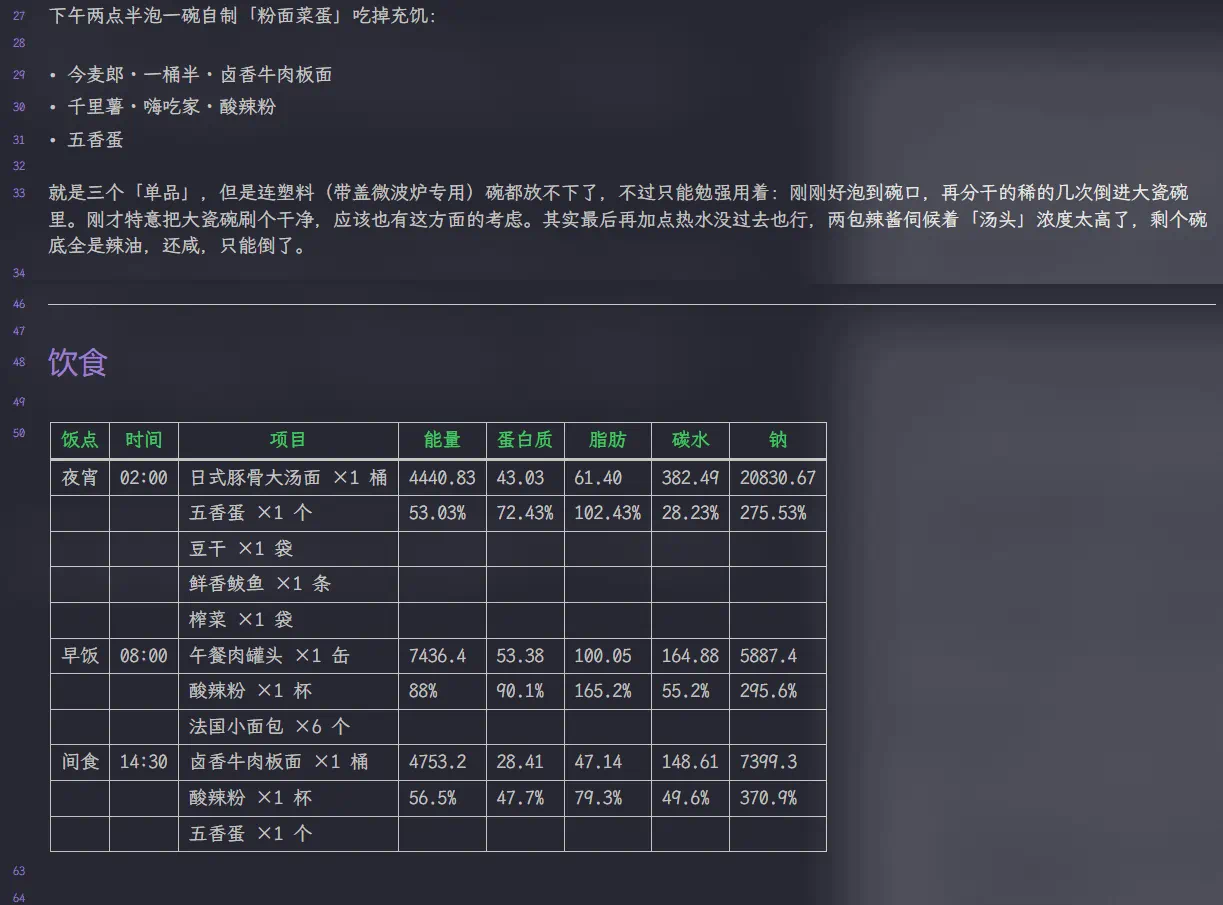 27 下午两点半泡一碗自制「粉面菜蛋」吃掉充饥：
28
29 • 今麦郎·一桶半·卤香牛肉板面
30 • 千里薯·嗨吃家·酸辣粉
31 • 五香蛋
32
33 就是三个「单品」，但是连塑料（带盖微波炉专用）碗都放不下了，不过只能勉强用着：刚刚好泡到碗口，再分干的稀的几次倒进大瓷碗
里。刚才特意把大瓷碗刷个干净，应该也有这方面的考虑。其实最后再加点热水没过去也行，两包辣酱伺候着「汤头」浓度太高了，剩个碗
底全是辣油，还咸，只能倒了。
34
46
47
48 饮食
49
50 饭点 时间 项目 能量 蛋白质 脂肪 碳水 钠
夜宵 02:00 日式豚骨大汤面 ×1 桶 4440.83 43.03 61.40 382.49 20830.67
五香蛋 ×1 个 53.03% 72.43% 102.43% 28.23% 275.53%
豆干 ×1 袋
鲜香鲅鱼 ×1 条
榨菜 ×1 袋
早饭 08:00 午餐肉罐头 ×1 缶 7436.4 53.38 100.05 164.88 5887.4
酸辣粉 ×1 杯 88% 90.1% 165.2% 55.2% 295.6%
法国小面包 ×6 个
间食 14:30 卤香牛肉板面 ×1 桶 4753.2 28.41 47.14 148.61 7399.3
酸辣粉 ×1 杯 56.5% 47.7% 79.3% 49.6% 370.9%
五香蛋 ×1 个
63
64